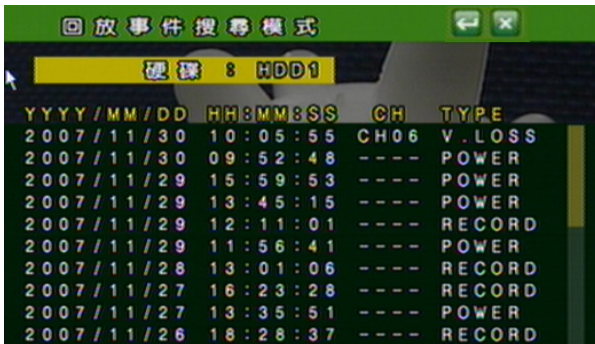 回放事件搜尋模式
硬碟 : HDD1
YYYY/MM/DD HH:MM:SS CH TYPE
2007/11/30 10:05:55 CH06 V.LOSS
2007/11/30 09:52:48 ---- POWER
2007/11/29 15:59:53 ---- POWER
2007/11/29 13:45:15 ---- POWER
2007/11/29 12:11:01 ---- RECORD
2007/11/29 11:56:41 ---- POWER
2007/11/28 13:01:06 ---- RECORD
2007/11/27 16:23:28 ---- RECORD
2007/11/27 13:35:51 ---- POWER
2007/11/26 18:28:37 ---- RECORD